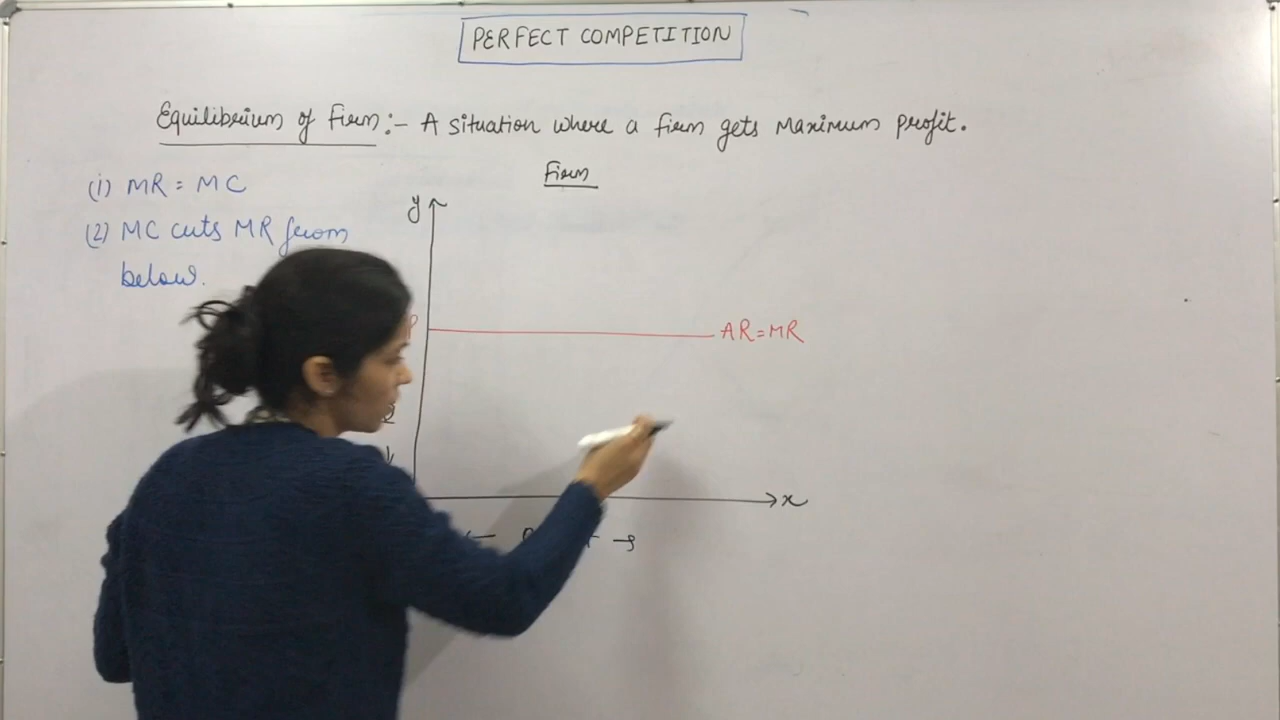 PERFECT COMPETITION
Equilibrium of Firm:- A situation where a firm gets Maximum profit.
Firm
(1) MR = MC
(2) MC cuts MR from
below.
y
P
AR=MR
x